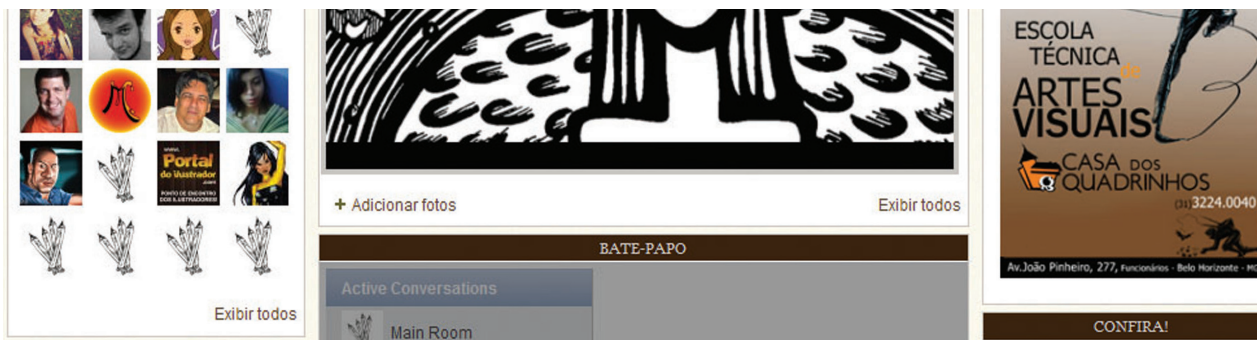 www.
Portal
do ilustrador
.com
PONTO DE ENCONTRO
DOS ILUSTRADORES!
Exibir todos
+ Adicionar fotos
Exibir todos
BATE-PAPO
Active Conversations
Main Room
ESCOLA
TÉCNICA
de
ARTES
VISUAIS
CASA DOS
QUADRINHOS
(31)3224.0040
Av.João Pinheiro, 277, Funcionários - Belo Horizonte - MG
CONFIRA!